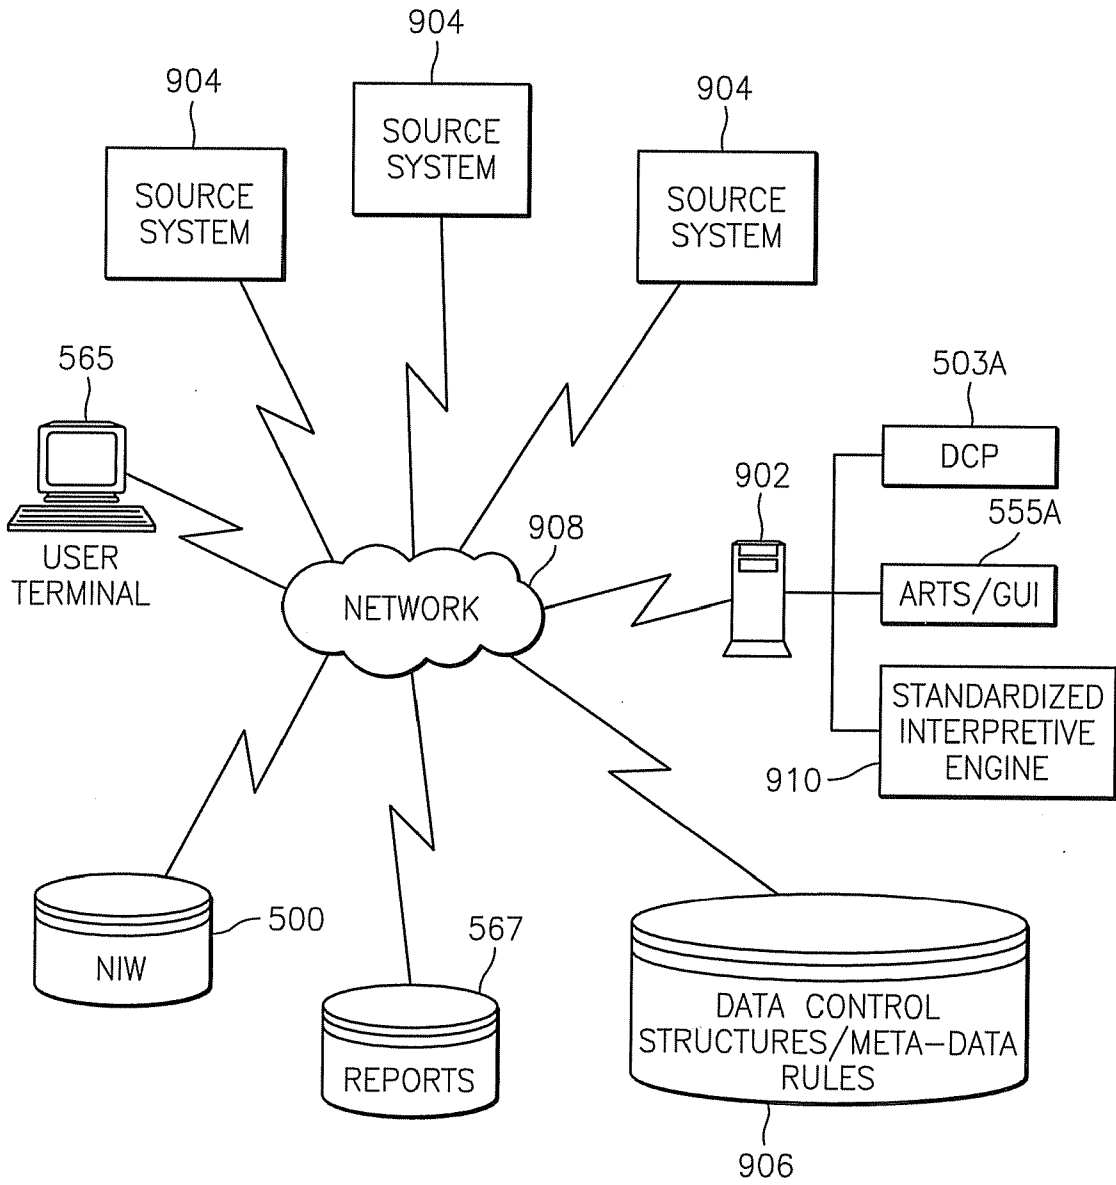 904
904
904
SOURCE
SYSTEM
SOURCE
SYSTEM
SOURCE
SYSTEM
565
USER
TERMINAL
503A
DCP
902
555A
ARTS/GUI
908
NETWORK
STANDARDIZED
INTERPRETIVE
ENGINE
910
500
NIW
567
REPORTS
DATA CONTROL
STRUCTURES/META-DATA
RULES
906